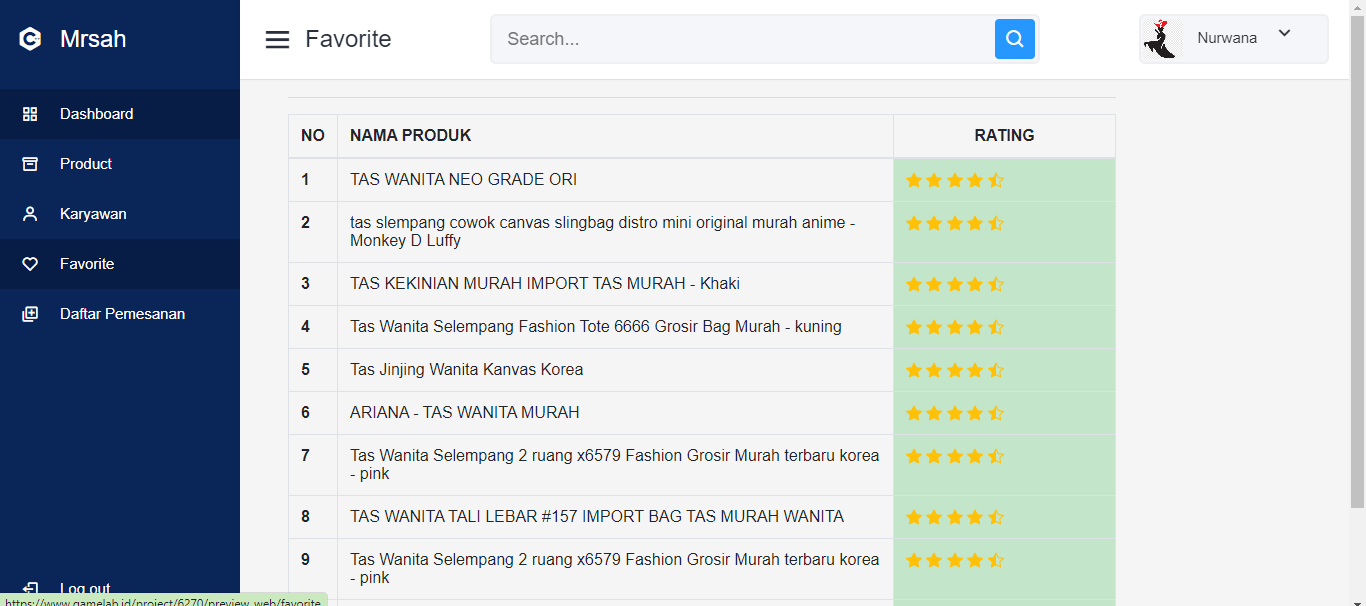 Mrsah
Favorite
Search...
Nurwana
Dashboard
Product
Karyawan
Favorite
Daftar Pemesanan
Log out
NO NAMA PRODUK RATING
1 TAS WANITA NEO GRADE ORI
2 tas slempang cowok canvas slingbag distro mini original murah anime -
Monkey D Luffy
3 TAS KEKINIAN MURAH IMPORT TAS MURAH - Khaki
4 Tas Wanita Selempang Fashion Tote 6666 Grosir Bag Murah - kuning
5 Tas Jinjing Wanita Kanvas Korea
6 ARIANA - TAS WANITA MURAH
7 Tas Wanita Selempang 2 ruang x6579 Fashion Grosir Murah terbaru korea
- pink
8 TAS WANITA TALI LEBAR #157 IMPORT BAG TAS MURAH WANITA
9 Tas Wanita Selempang 2 ruang x6579 Fashion Grosir Murah terbaru korea
- pink
https://www.gamelab.id/project/6270/preview_web/favorite